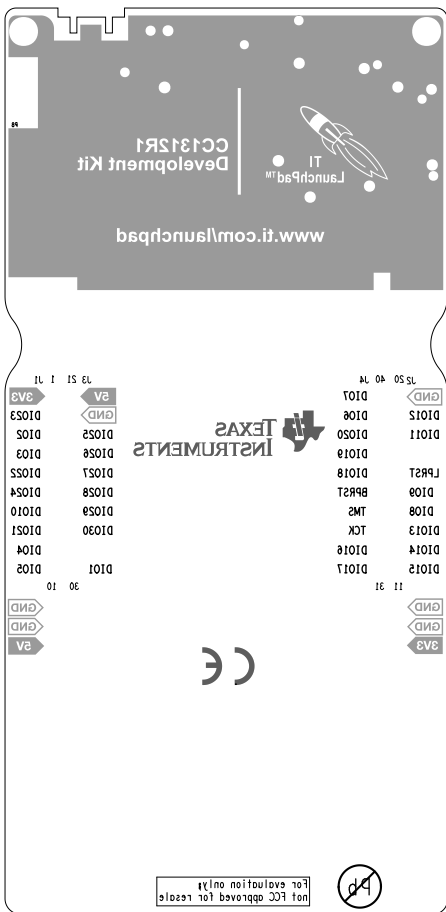 P8
CC1312R1
Development Kit
TI
LaunchPad™
www.ti.com/launchpad
J1 1
3V3
DIO23
DIO2
DIO3
DIO22
DIO24
DIO10
DIO21
DIO4
DIO5
10
GND
GND
5V
21 J3
5V
GND
DIO25
DIO26
DIO27
DIO28
DIO29
DIO30
DIO1
30
TEXAS
INSTRUMENTS
J4 40
DIO7
DIO6
DIO20
DIO19
DIO18
BPRST
TMS
TCK
DIO16
DIO17
31
20 J2
GND
DIO12
DIO11
LPRST
DIO9
DIO8
DIO13
DIO14
DIO15
11
GND
GND
3V3
CE
For evaluation only;
not FCC approved for resale
Pb